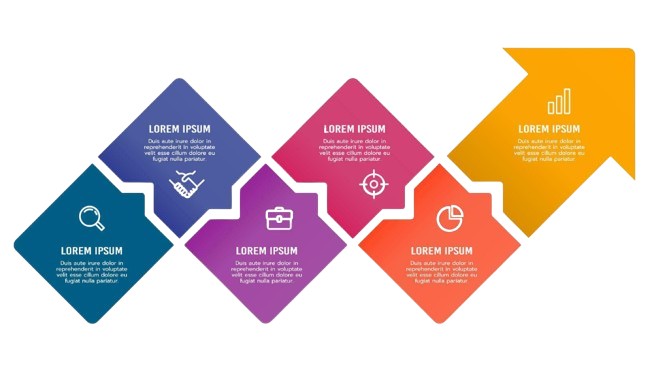 LOREM IPSUM
Duis aute irure dolor in
reprehenderit in voluptate
velit esse cillum dolore eu
fugiat nulla pariatur
LOREM IPSUM
Duis aute irure dolor in
reprehenderit in voluptate
velit esse cillum dolore eu
fugiat nulla pariatur.
LOREM IPSUM
Duis aute irure dolor in
reprehenderit in voluptate
velit esse cillum dolore eu
fugiat nulla pariatur
LOREM IPSUM
Duis aute irure dolor in
reprehenderit in voluptate
velit esse cillum dolore eu
fugiat nulla pariatur.
LOREM IPSUM
Duis aute irure dolor in
reprehenderit in voluptate
velit esse cillum dolore eu
fugiat nulla pariatur
LOREM IPSUM
Duis aute irure dolor in
reprehenderit in voluptate
velit esse cillum dolore eu
fugiat nulla pariatur.